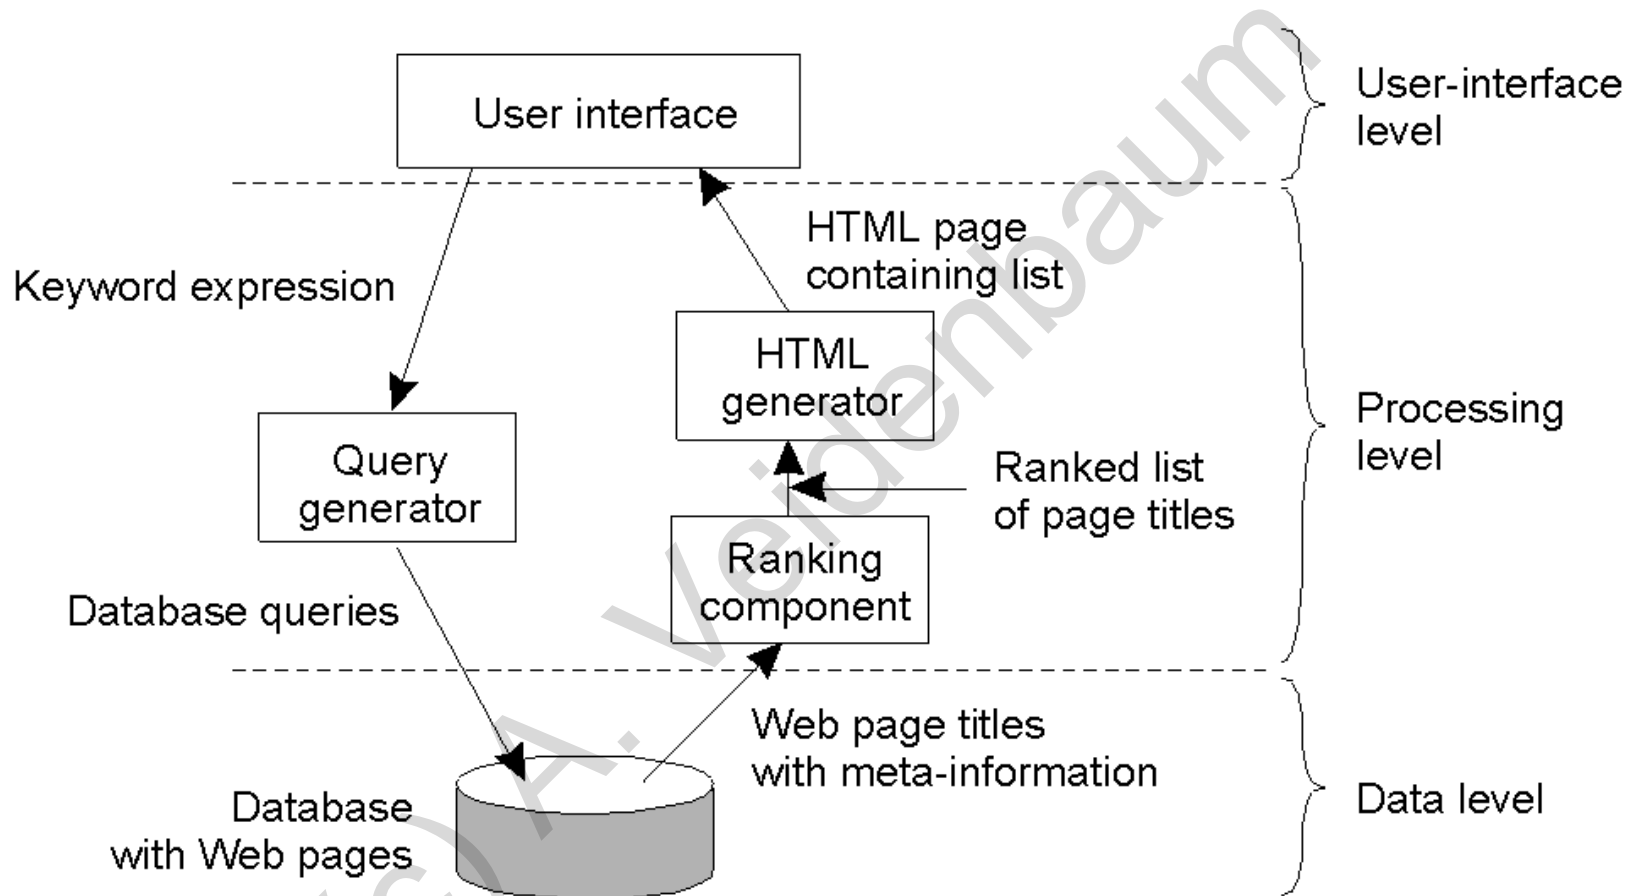 User interface
User-interface
level
HTML page
containing list
Keyword expression
HTML
generator
Processing
level
Query
generator
Ranked list
of page titles
Ranking
component
Database queries
Web page titles
with meta-information
Database
with Web pages
Data level
(c) A. Veidenbaum